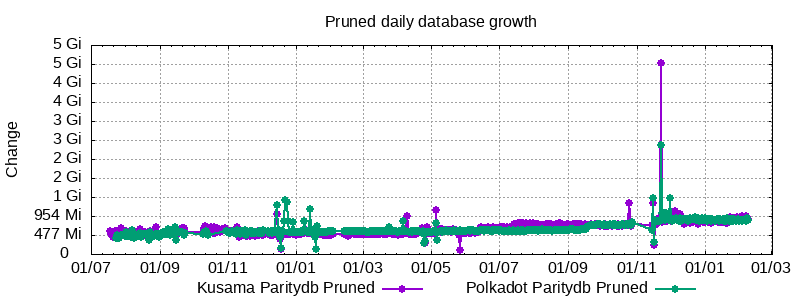 Pruned daily database growth
5 Gi
5 Gi
4 Gi
4 Gi
3 Gi
3 Gi
2 Gi
2 Gi
1 Gi
954 Mi
477 Mi
0
Change
01/07 01/09 01/11 01/01 01/03 01/05 01/07 01/09 01/11 01/01 01/03
Kusama Paritydb Pruned Polkadot Paritydb Pruned